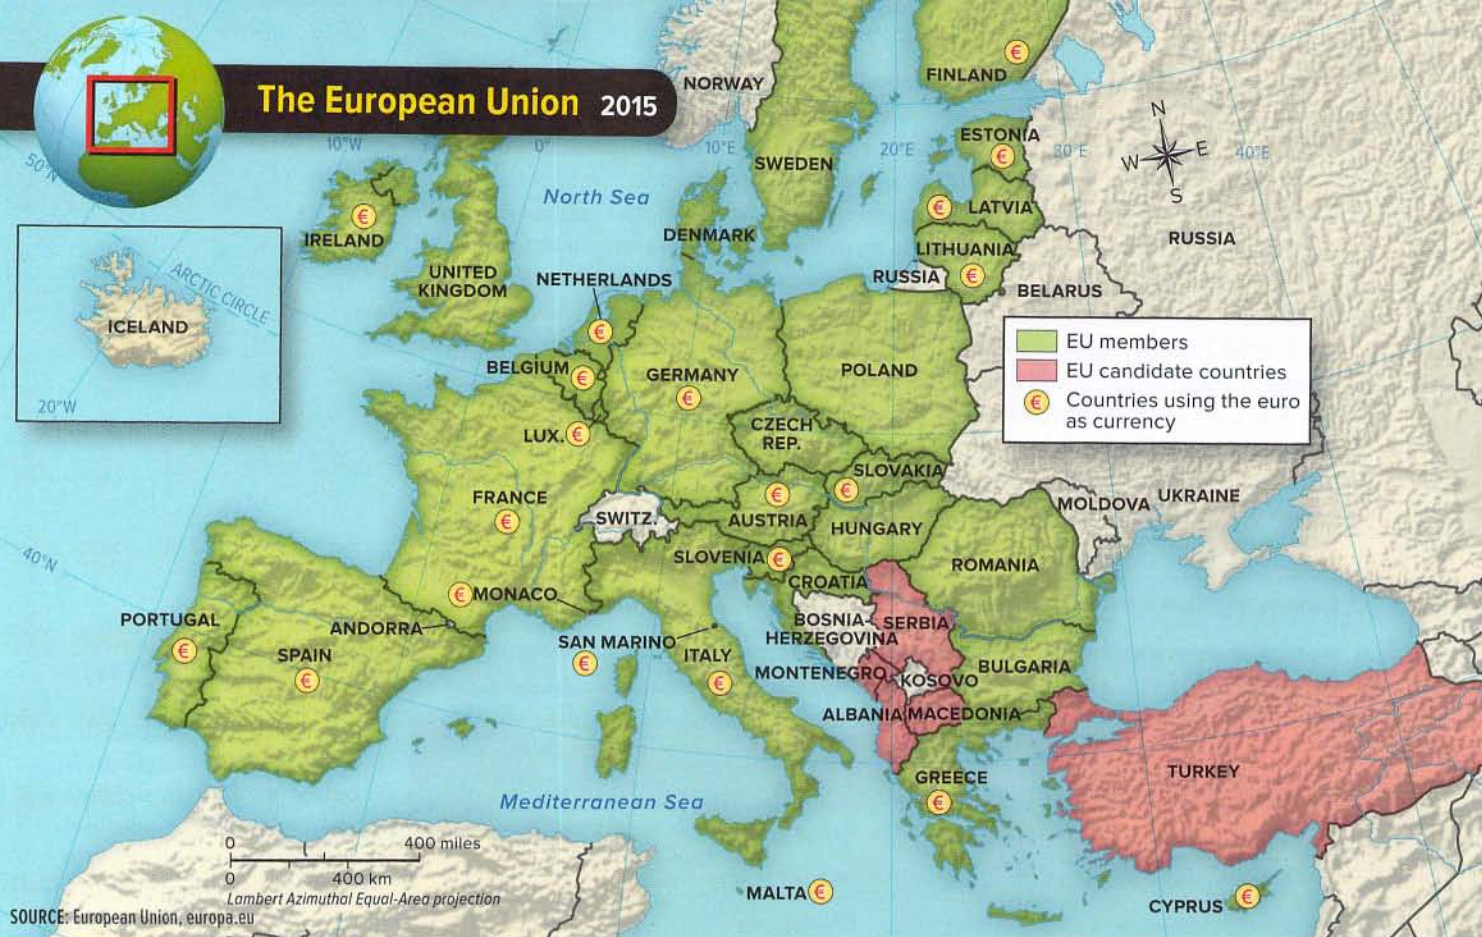 The European Union 2015
NORWAY
FINLAND
€
ESTONIA
€
50°N
10°W
0°
10°E
20°E
30°E
40°E
N
W
E
S
SWEDEN
North Sea
€
LATVIA
€
IRELAND
€
DENMARK
LITHUANIA
RUSSIA
€
RUSSIA
BELARUS
UNITED
KINGDOM
NETHERLANDS
€
ARCTIC CIRCLE
ICELAND
20°W
EU members
EU candidate countries
€
Countries using the euro
as currency
BELGIUM
€
GERMANY
€
POLAND
LUX.
€
CZECH
REP.
SLOVAKIA
€
FRANCE
€
SWITZ.
€
AUSTRIA
HUNGARY
MOLDOVA
UKRAINE
40°N
SLOVENIA
€
ROMANIA
CROATIA
€
MONACO
PORTUGAL
€
ANDORRA
BOSNIA-
HERZEGOVINA
SERBIA
SPAIN
€
SAN MARINO
€
ITALY
€
BULGARIA
MONTENEGRO
KOSOVO
ALBANIA
MACEDONIA
GREECE
€
TURKEY
Mediterranean Sea
0
400 miles
0
400 km
Lambert Azimuthal Equal-Area projection
MALTA
€
CYPRUS
€
SOURCE: European Union, europa.eu